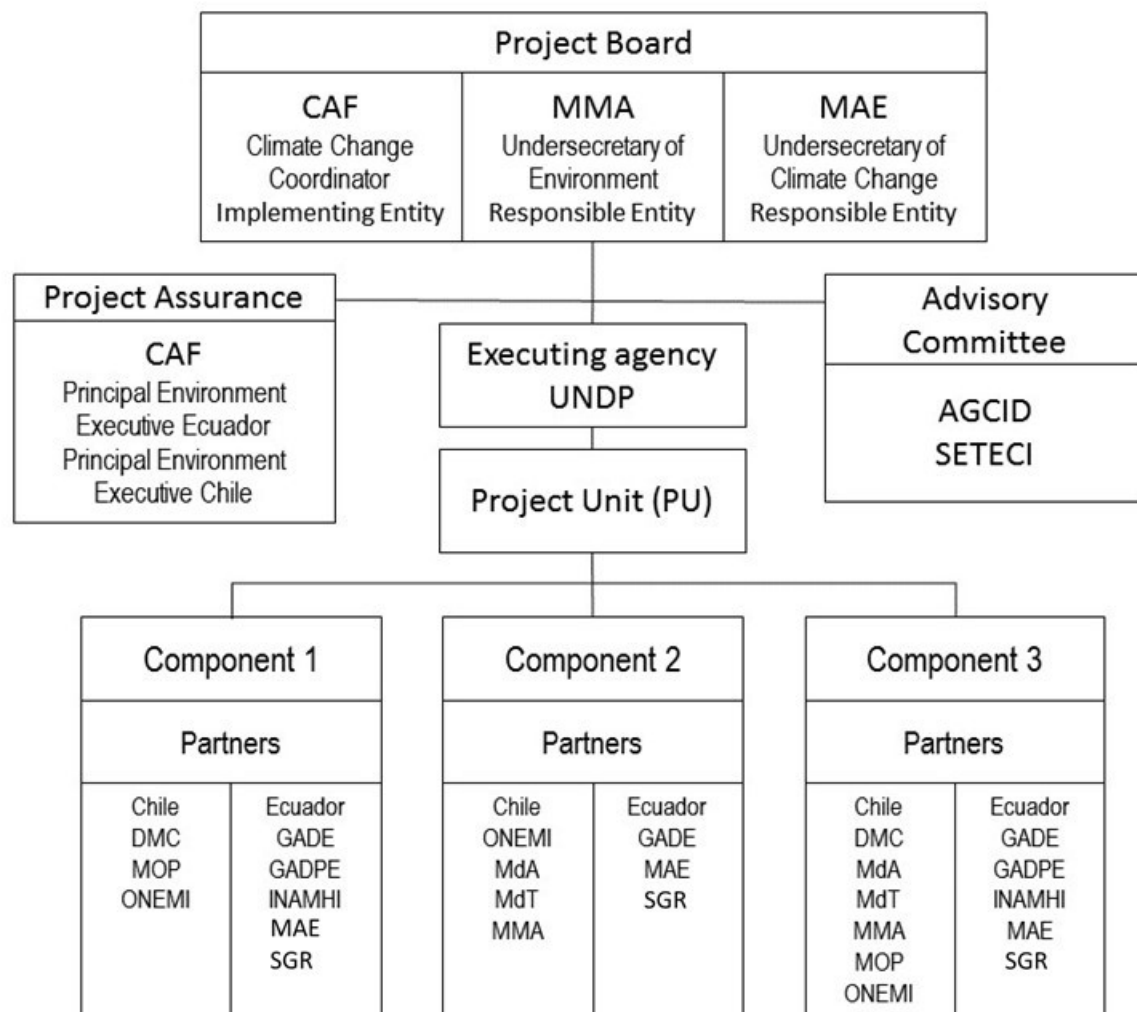 Project Board
CAF
Climate Change
Coordinator
Implementing Entity
MMA
Undersecretary of
Environment
Responsible Entity
MAE
Undersecretary of
Climate Change
Responsible Entity
Project Assurance
CAF
Principal Environment
Executive Ecuador
Principal Environment
Executive Chile
Executing agency
UNDP
Advisory
Committee
AGCID
SETECI
Project Unit (PU)
Component 1
Partners
Chile
DMC
MOP
ONEMI
Ecuador
GADE
GADPE
INAMHI
MAE
SGR
Component 2
Partners
Chile
ONEMI
MdA
MdT
MMA
Ecuador
GADE
MAE
SGR
Component 3
Partners
Chile
DMC
MdA
MdT
MMA
MOP
ONEMI
Ecuador
GADE
GADPE
INAMHI
MAE
SGR